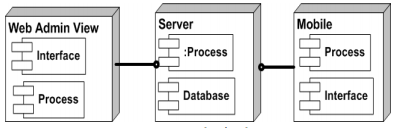 Web Admin View
Interface
Process
Server
:Process
Database
Mobile
Process
Interface